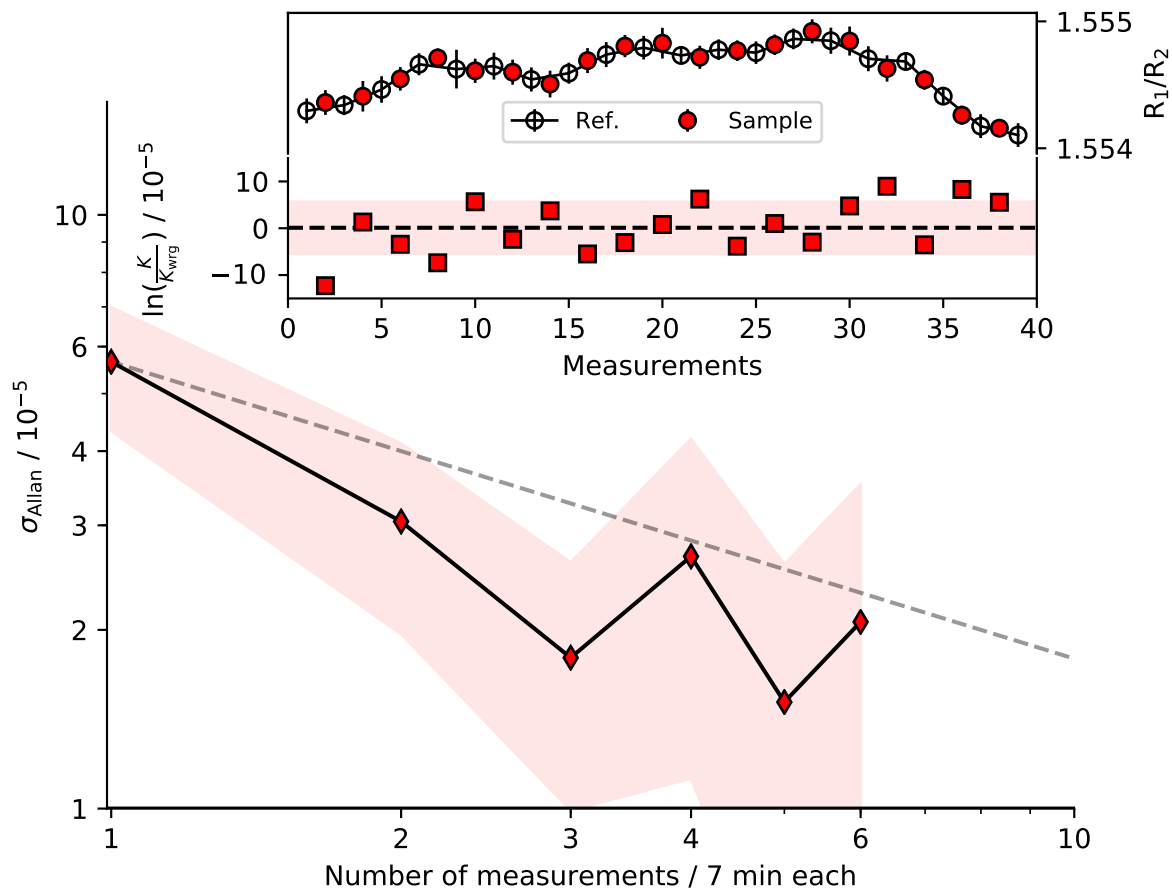 1.555
1.554
R1/R2
Ref.
Sample
10
0
−10
ln(K/Kwrg) / 10−5
0 5 10 15 20 25 30 35 40
Measurements
10
6
4
3
2
1
σAllan / 10−5
1 2 3 4 6 10
Number of measurements / 7 min each